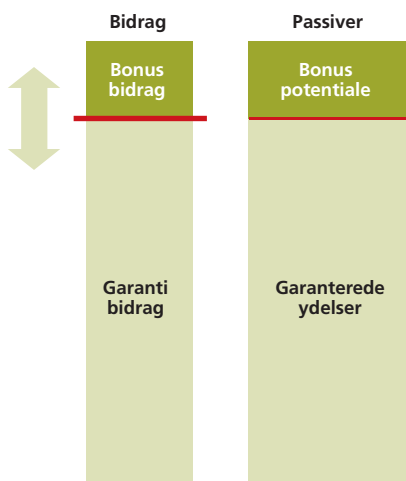 Bidrag
Passiver
Bonus
bidrag
Bonus
potentiale
Garanti
bidrag
Garanterede
ydelser